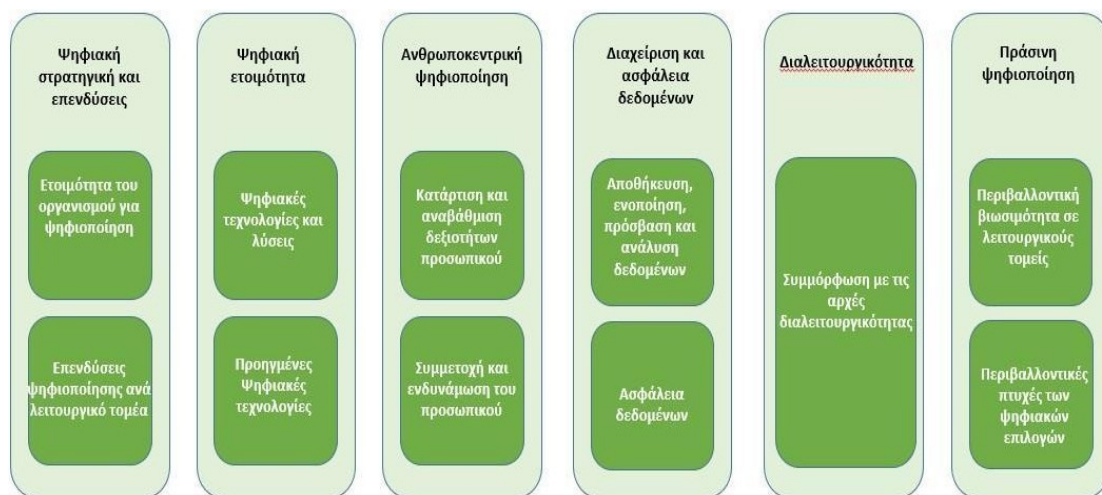 Ψηφιακή
στρατηγική και
επενδύσεις
Ετοιμότητα του
οργανισμού για
ψηφιοποίηση
Επενδύσεις
ψηφιοποίησης ανά
λειτουργικό τομέα
Ψηφιακή
ετοιμότητα
Ψηφιακές
τεχνολογίες και
λύσεις
Προηγμένες
Ψηφιακές
τεχνολογίες
Ανθρωποκεντρική
ψηφιοποίηση
Κατάρτιση και
αναβάθμιση
δεξιοτήτων
προσωπικού
Συμμετοχή και
ενδυνάμωση του
προσωπικού
Διαχείριση και
ασφάλεια
δεδομένων
Αποθήκευση,
ενοποίηση,
πρόσβαση και
ανάλυση
δεδομένων
Ασφάλεια
δεδομένων
Διαλειτουργικότητα
Συμμόρφωση με τις
αρχές
διαλειτουργικότητας
Πράσινη
ψηφιοποίηση
Περιβαλλοντική
βιωσιμότητα σε
λειτουργικούς
τομείς
Περιβαλλοντικές
πτυχές των
ψηφιακών
επιλογών